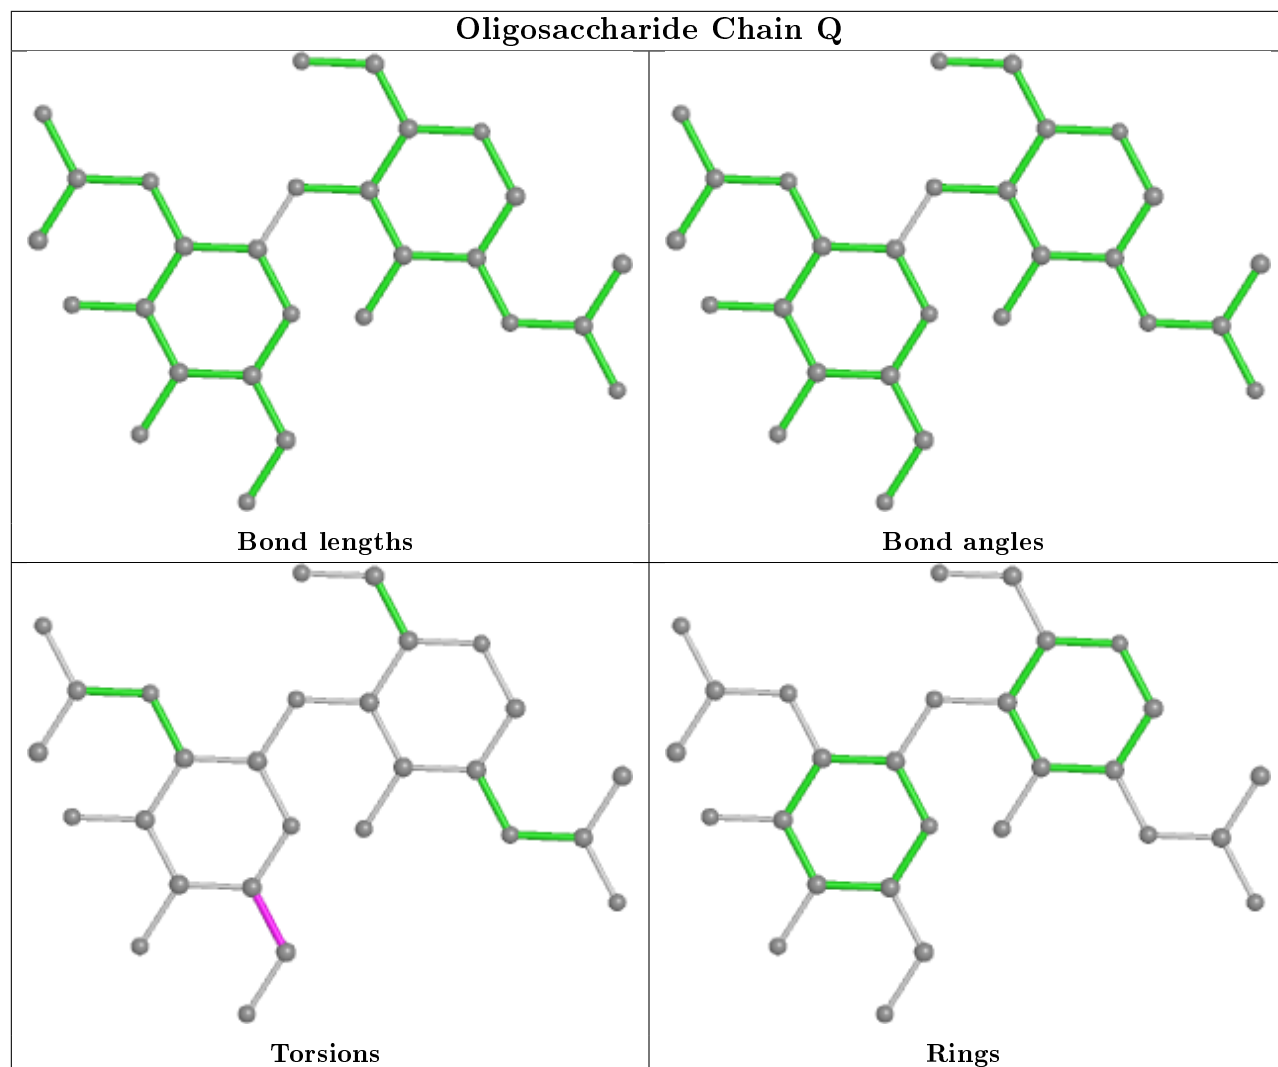 Oligosaccharide Chain Q
Bond lengths
Bond angles
Torsions
Rings